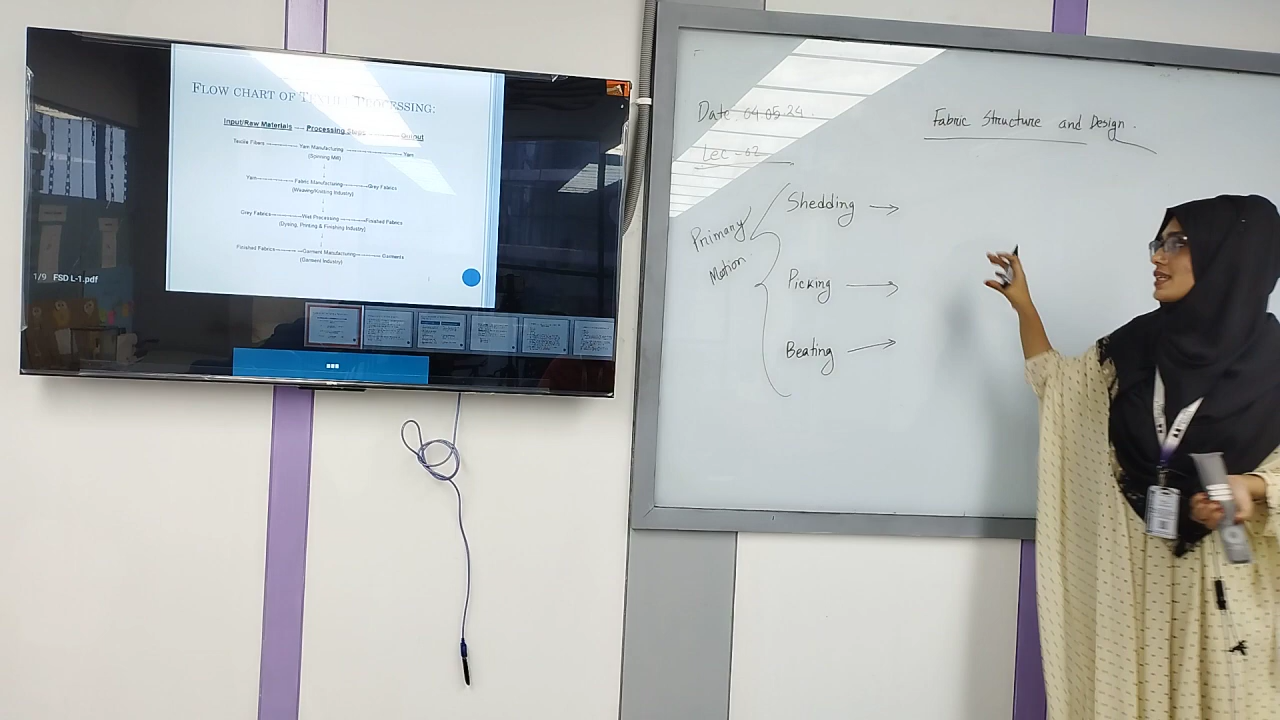 FLOW CHART OF TEXTILE PROCESSING:
Input/Raw Materials ---- Processing Steps ---- Output
Textile Fibers ---- Yarn Manufacturing ---- Yarn
(Spinning Mill)
Yarn ---- Fabric Manufacturing ---- Grey Fabrics
(Weaving/Knitting Industry)
Grey Fabrics ---- Wet Processing ---- Finished Fabrics
(Dyeing, Printing & Finishing Industry)
Finished Fabrics ---- Garment Manufacturing ---- Garments
(Garment Industry)
1/9 FSD L-1.pdf
Date: 04.05.24.
Lec-02
Fabric Structure and Design.
Primary
Motion
Shedding →
Picking →
Beating →